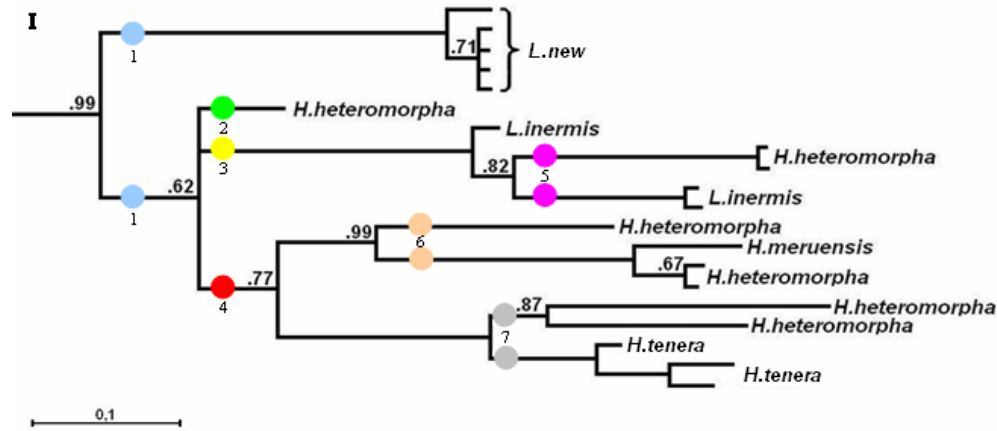 I
.71
L.new
1
.99
H.heteromorpha
2
L.inermis
3
.82
H.heteromorpha
5
.62
1
L.inermis
.99
H.heteromorpha
6
H.meruensis
.67
H.heteromorpha
.77
4
.87
H.heteromorpha
H.heteromorpha
7
H.tenera
H.tenera
0,1